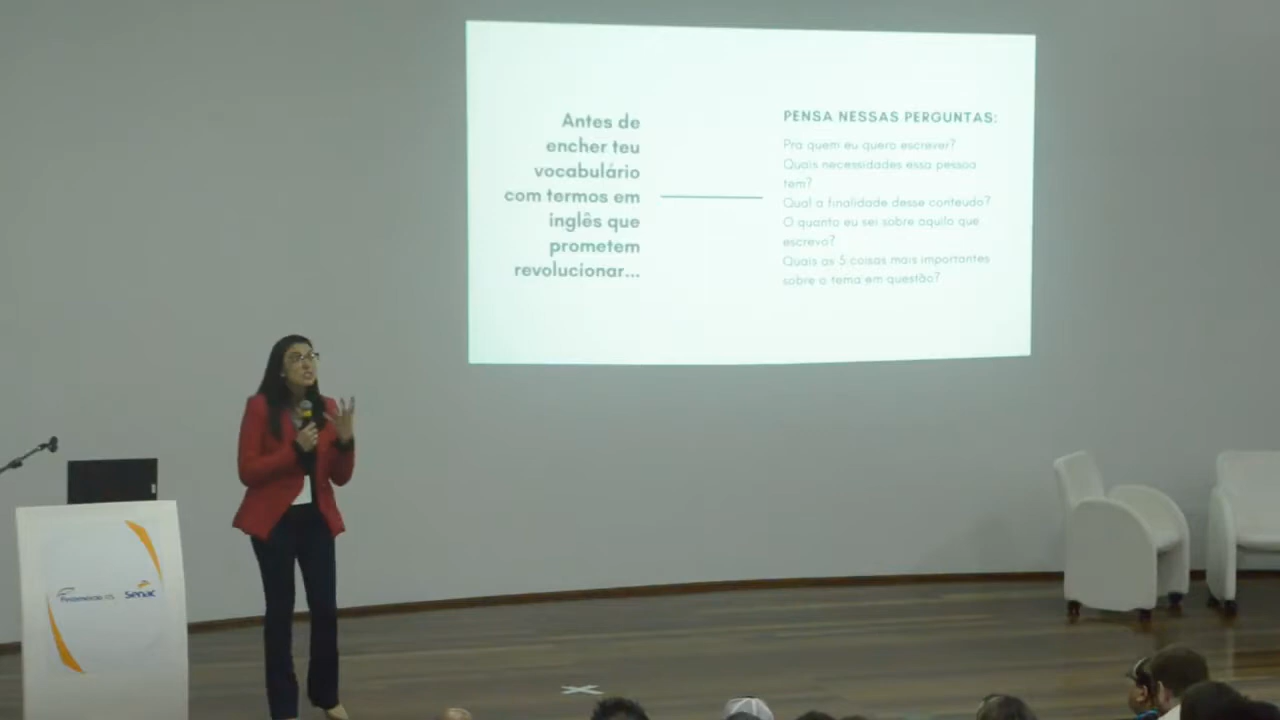 Antes de
encher teu
vocabulário
com termos em
inglês que
prometem
revolucionar...
PENSA NESSAS PERGUNTAS:
Pra quem eu quero escrever?
Quais necessidades essa pessoa
tem?
Qual a finalidade desse conteúdo?
O quanto eu sei sobre aquilo que
escrevo?
Quais as 5 coisas mais importantes
sobre o tema em questão?
Fecomércio RS
Senac